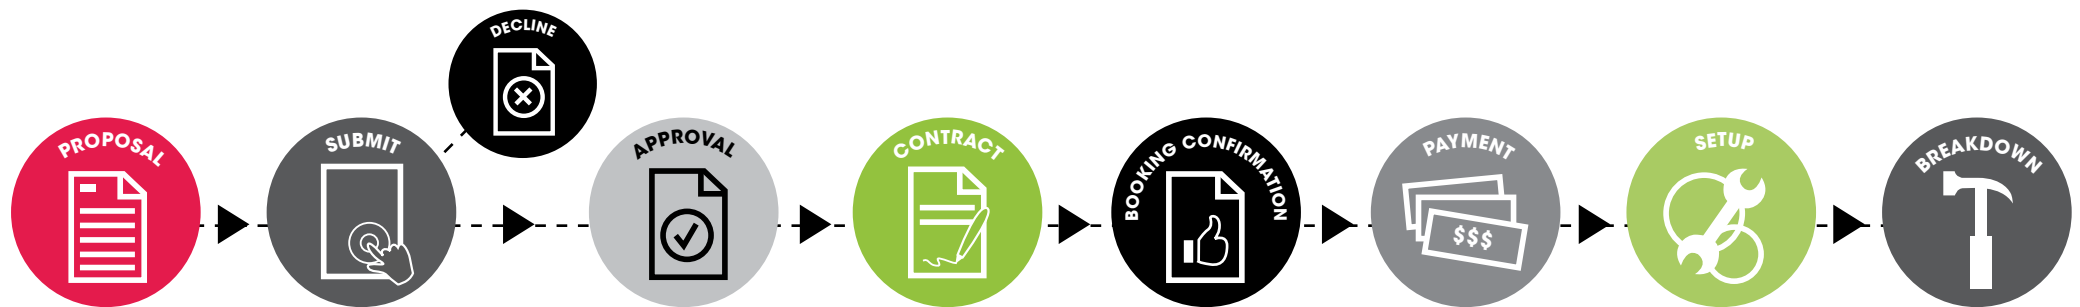 PROPOSAL
SUBMIT
DECLINE
APPROVAL
CONTRACT
BOOKING CONFIRMATION
PAYMENT
$$$
SETUP
BREAKDOWN